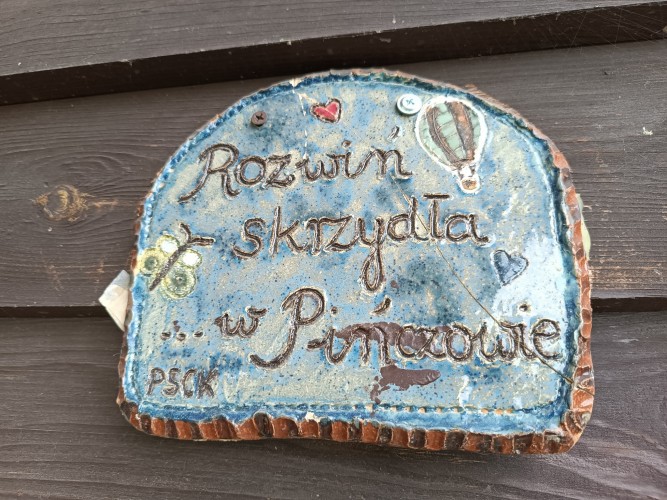 Rozwiń
skrzydła
... w Pińczowie
PSCK